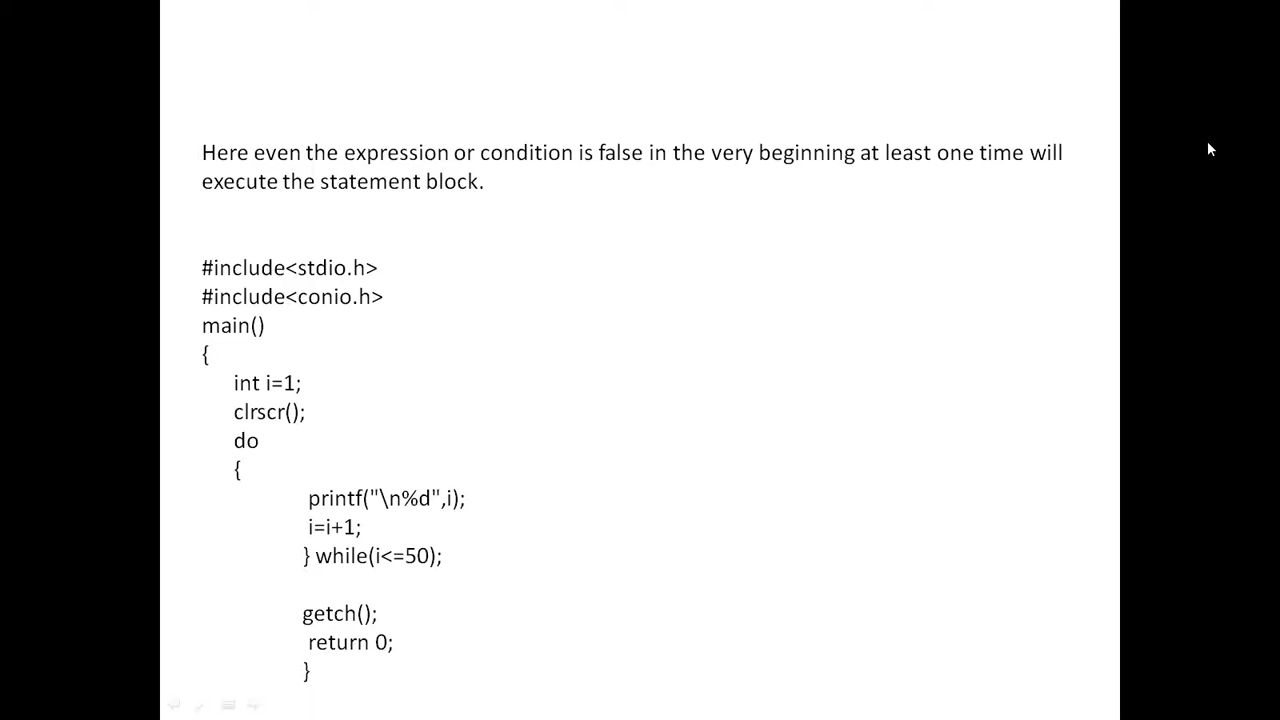 Here even the expression or condition is false in the very beginning at least one time will
execute the statement block.
#include<stdio.h>
#include<conio.h>
main()
{
int i=1;
clrscr();
do
{
printf("\n%d",i);
i=i+1;
} while(i<=50);
getch();
return 0;
}